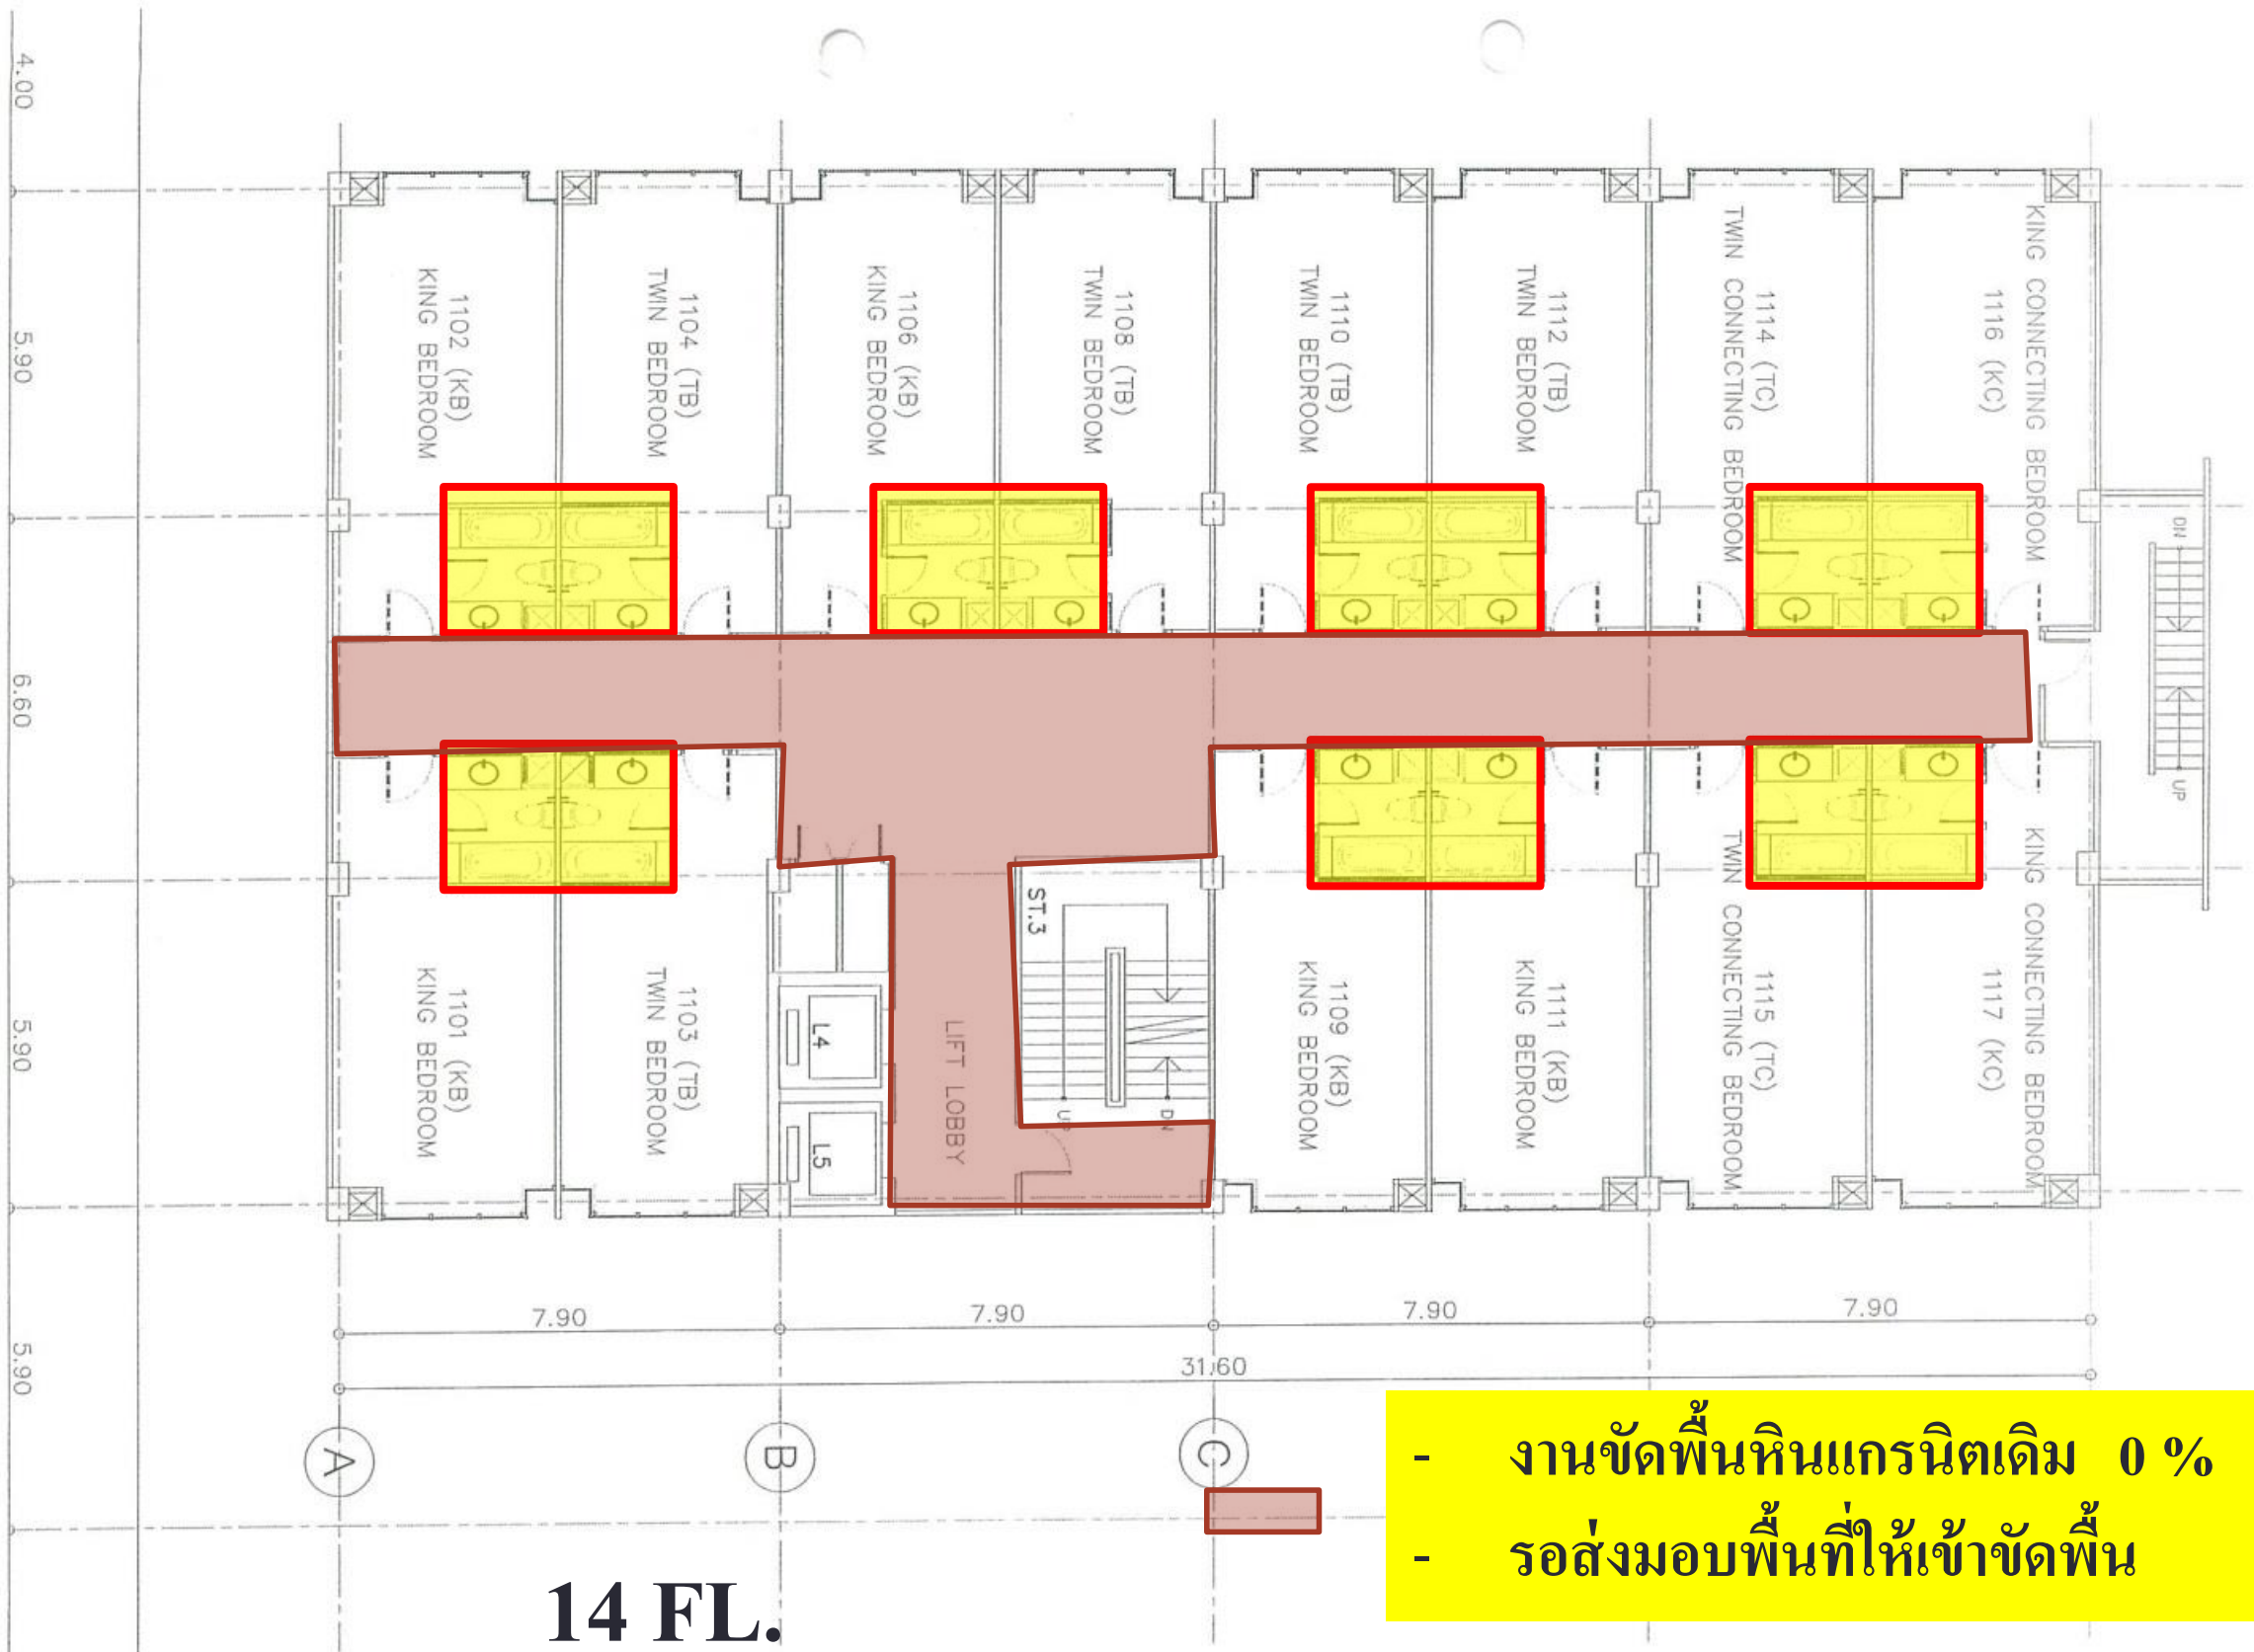 4.00
5.90
6.60
5.90
5.90
1102 (KB)
KING BEDROOM
1104 (TB)
TWIN BEDROOM
1106 (KB)
KING BEDROOM
1108 (TB)
TWIN BEDROOM
1110 (TB)
TWIN BEDROOM
1112 (TB)
TWIN BEDROOM
1114 (TC)
TWIN CONNECTING BEDROOM
KING CONNECTING BEDROOM
1116 (KC)
DN
UP
1101 (KB)
KING BEDROOM
1103 (TB)
TWIN BEDROOM
L4
L5
LIFT LOBBY
ST.3
UP
DN
1109 (KB)
KING BEDROOM
1111 (KB)
KING BEDROOM
1115 (TC)
TWIN CONNECTING BEDROOM
KING CONNECTING BEDROOM
1117 (KC)
7.90
7.90
7.90
7.90
31.60
A
B
C
- งานขัดพื้นหินแกรนิตเดิม 0 %
- รอส่งมอบพื้นที่ให้เข้าขัดพื้น
14 FL.